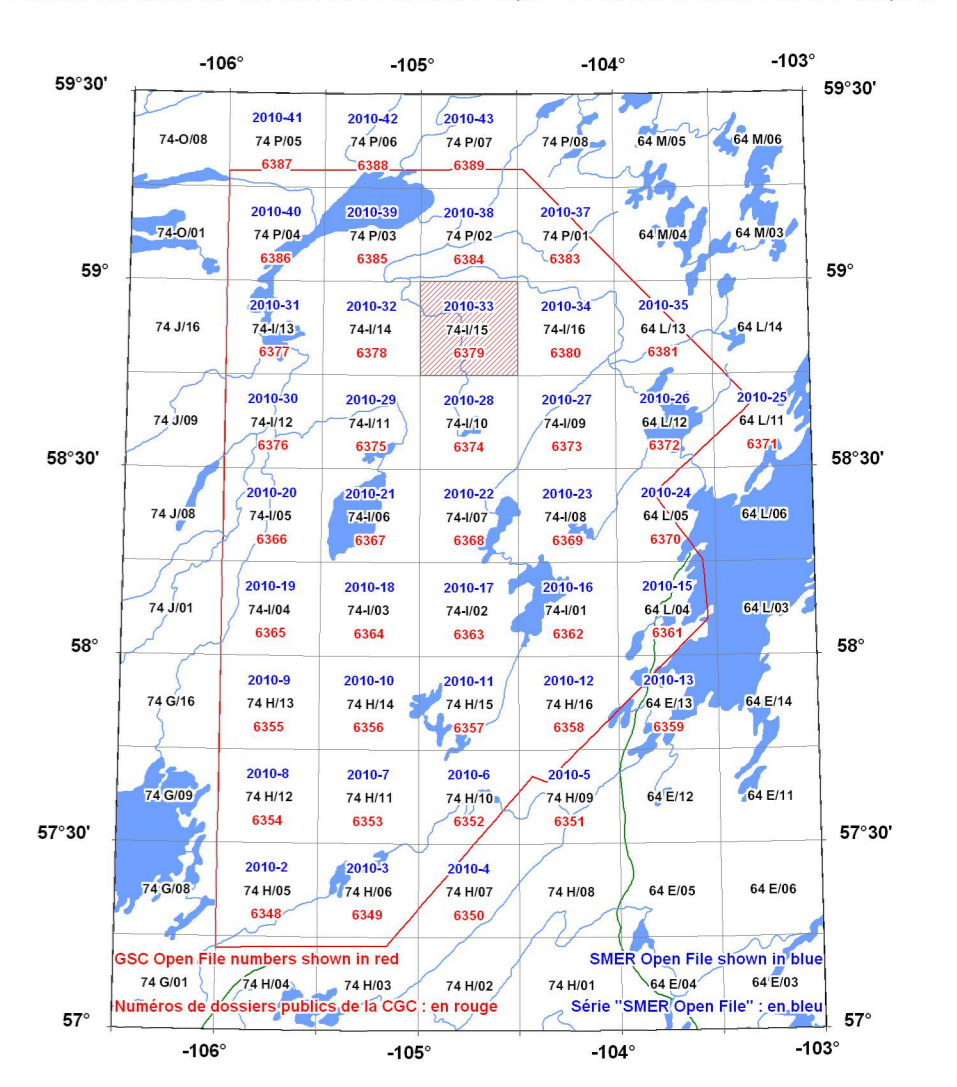 -106° -105° -104° -103°
59°30' 59°30'
2010-41 2010-42 2010-43
74-O/08 74 P/05 74 P/06 74 P/07 74 P/08 64 M/05 64 M/06
6387 6388 6389
2010-40 2010-39 2010-38 2010-37
74-O/01 74 P/04 74 P/03 74 P/02 74 P/01 64 M/04 64 M/03
6386 6385 6384 6383
59° 59°
2010-31 2010-32 2010-33 2010-34 2010-35
74 J/16 74-I/13 74-I/14 74-I/15 74-I/16 64 L/13 64 L/14
6377 6378 6379 6380 6381
2010-30 2010-29 2010-28 2010-27 2010-26 2010-25
74 J/09 74-I/12 74-I/11 74-I/10 74-I/09 64 L/12 64 L/11
6376 6375 6374 6373 6372 6371
58°30' 58°30'
2010-20 2010-21 2010-22 2010-23 2010-24
74 J/08 74-I/05 74-I/06 74-I/07 74-I/08 64 L/05 64 L/06
6366 6367 6368 6369 6370
2010-19 2010-18 2010-17 2010-16 2010-15
74 J/01 74-I/04 74-I/03 74-I/02 74-I/01 64 L/04 64 L/03
6365 6364 6363 6362 6361
58° 58°
2010-9 2010-10 2010-11 2010-12 2010-13
74 G/16 74 H/13 74 H/14 74 H/15 74 H/16 64 E/13 64 E/14
6355 6356 6357 6358 6359
2010-8 2010-7 2010-6 2010-5
74 G/09 74 H/12 74 H/11 74 H/10 74 H/09 64 E/12 64 E/11
6354 6353 6352 6351
57°30' 57°30'
2010-2 2010-3 2010-4
74 G/08 74 H/05 74 H/06 74 H/07 74 H/08 64 E/05 64 E/06
6348 6349 6350
GSC Open File numbers shown in red SMER Open File shown in blue
74 G/01 74 H/04 74 H/03 74 H/02 74 H/01 64 E/04 64 E/03
Numéros de dossiers publics de la CGC : en rouge Série "SMER Open File" : en bleu
57° 57°
-106° -105° -104° -103°